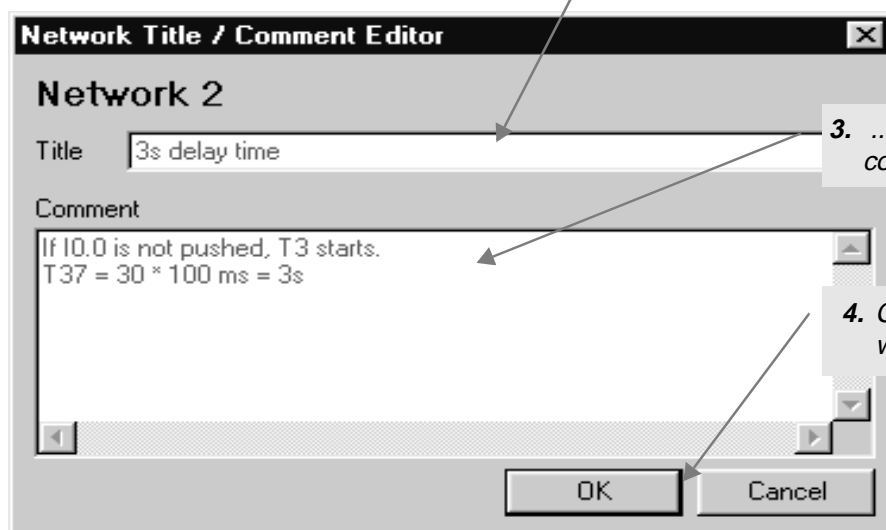 Network Title / Comment Editor
Network 2
Title 3s delay time
3. ..
Comment
If I0.0 is not pushed, T3 starts.
T37 = 30 * 100 ms = 3s
4.
OK Cancel